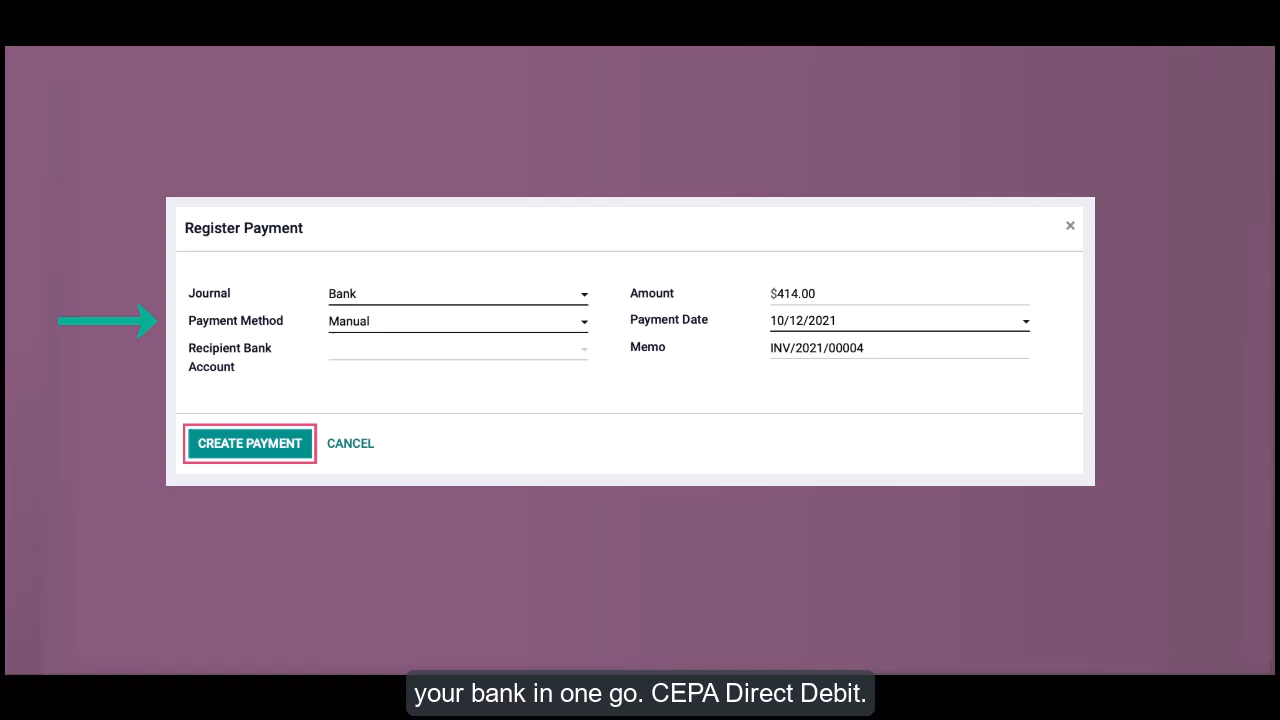 Register Payment ×
Journal Bank Amount $414.00
Payment Method Manual Payment Date 10/12/2021
Recipient Bank Account Memo INV/2021/00004
CREATE PAYMENT CANCEL
your bank in one go. CEPA Direct Debit.